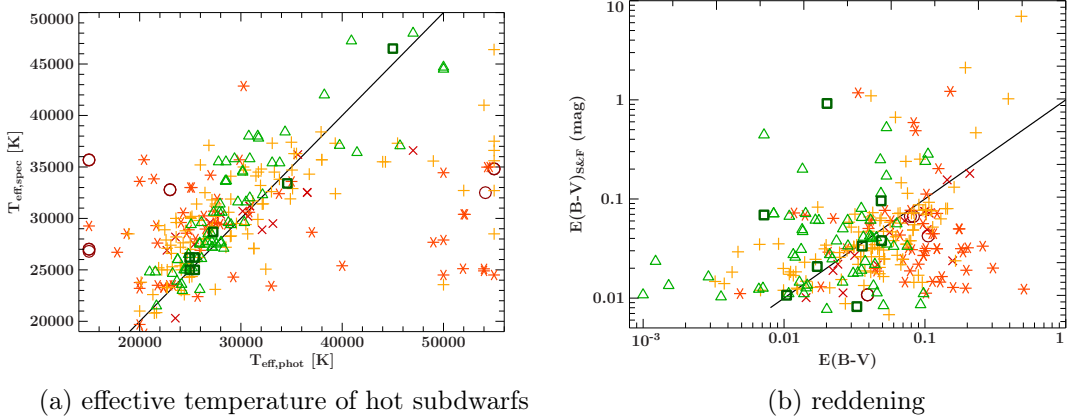 50000
45000
40000
35000
30000
25000
20000
T_eff,spec [K]
20000 30000 40000 50000
T_eff,phot [K]
(a) effective temperature of hot subdwarfs
10
1
0.1
0.01
E(B-V)_S&F (mag)
10^-3 0.01 0.1 1
E(B-V)
(b) reddening